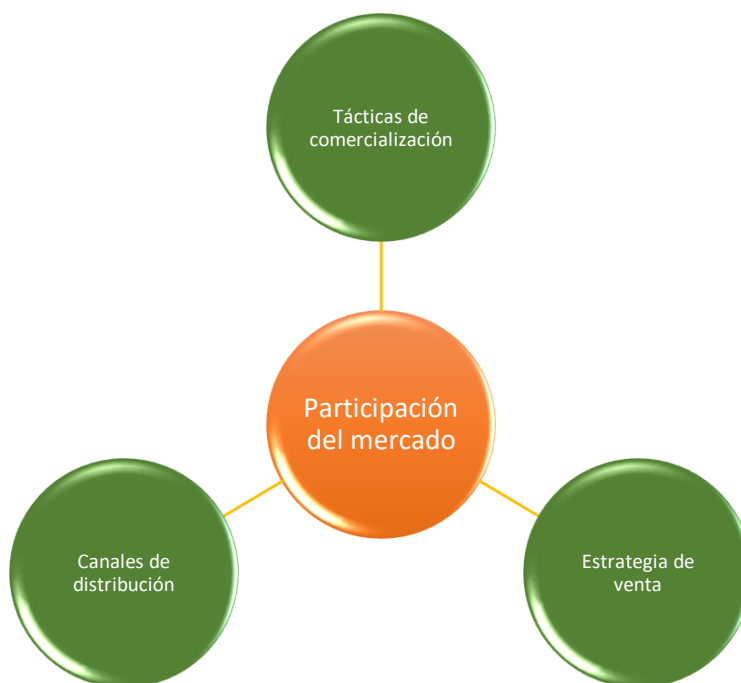 Tácticas de
comercialización
Participación
del mercado
Canales de
distribución
Estrategia de
venta